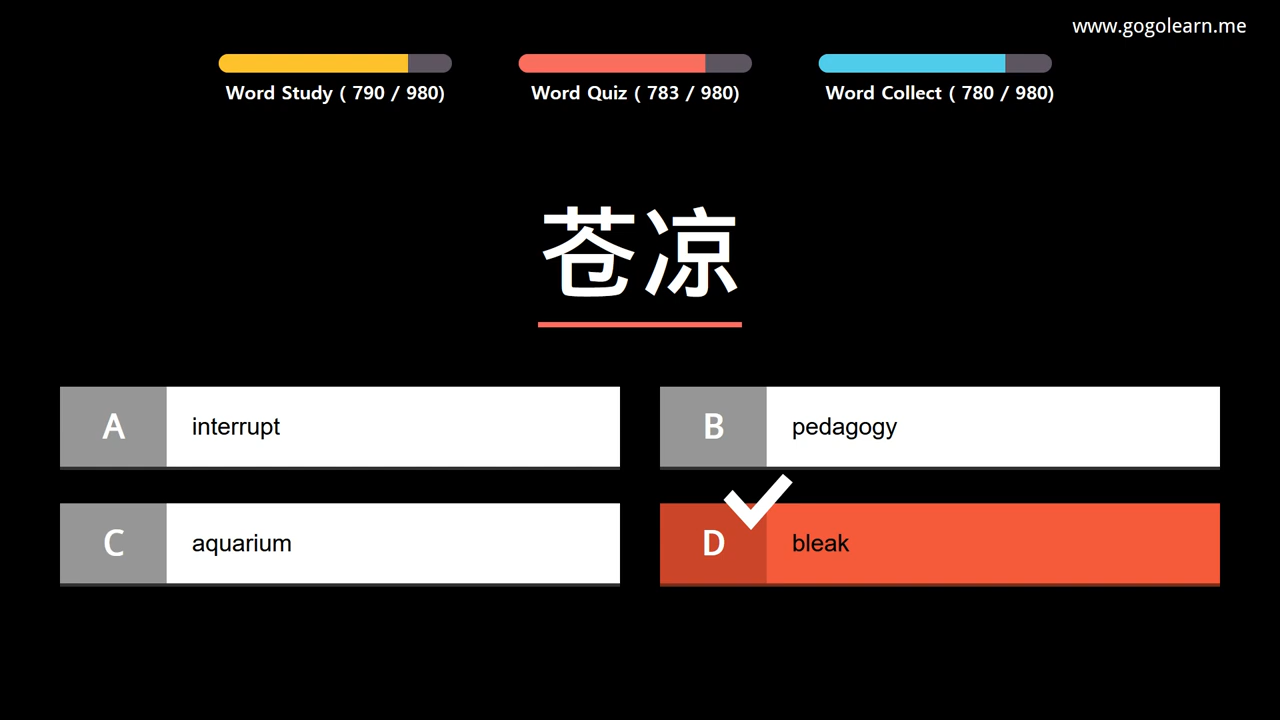 www.gogolearn.me
Word Study ( 790 / 980)
Word Quiz ( 783 / 980)
Word Collect ( 780 / 980)
苍凉
A interrupt
B pedagogy
C aquarium
D bleak